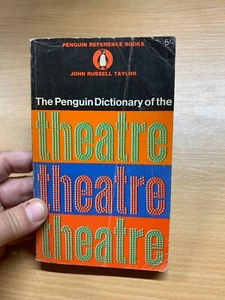 PENGUIN REFERENCE BOOKS
JOHN RUSSELL TAYLOR
The Penguin Dictionary of the
theatre
theatre
theatre